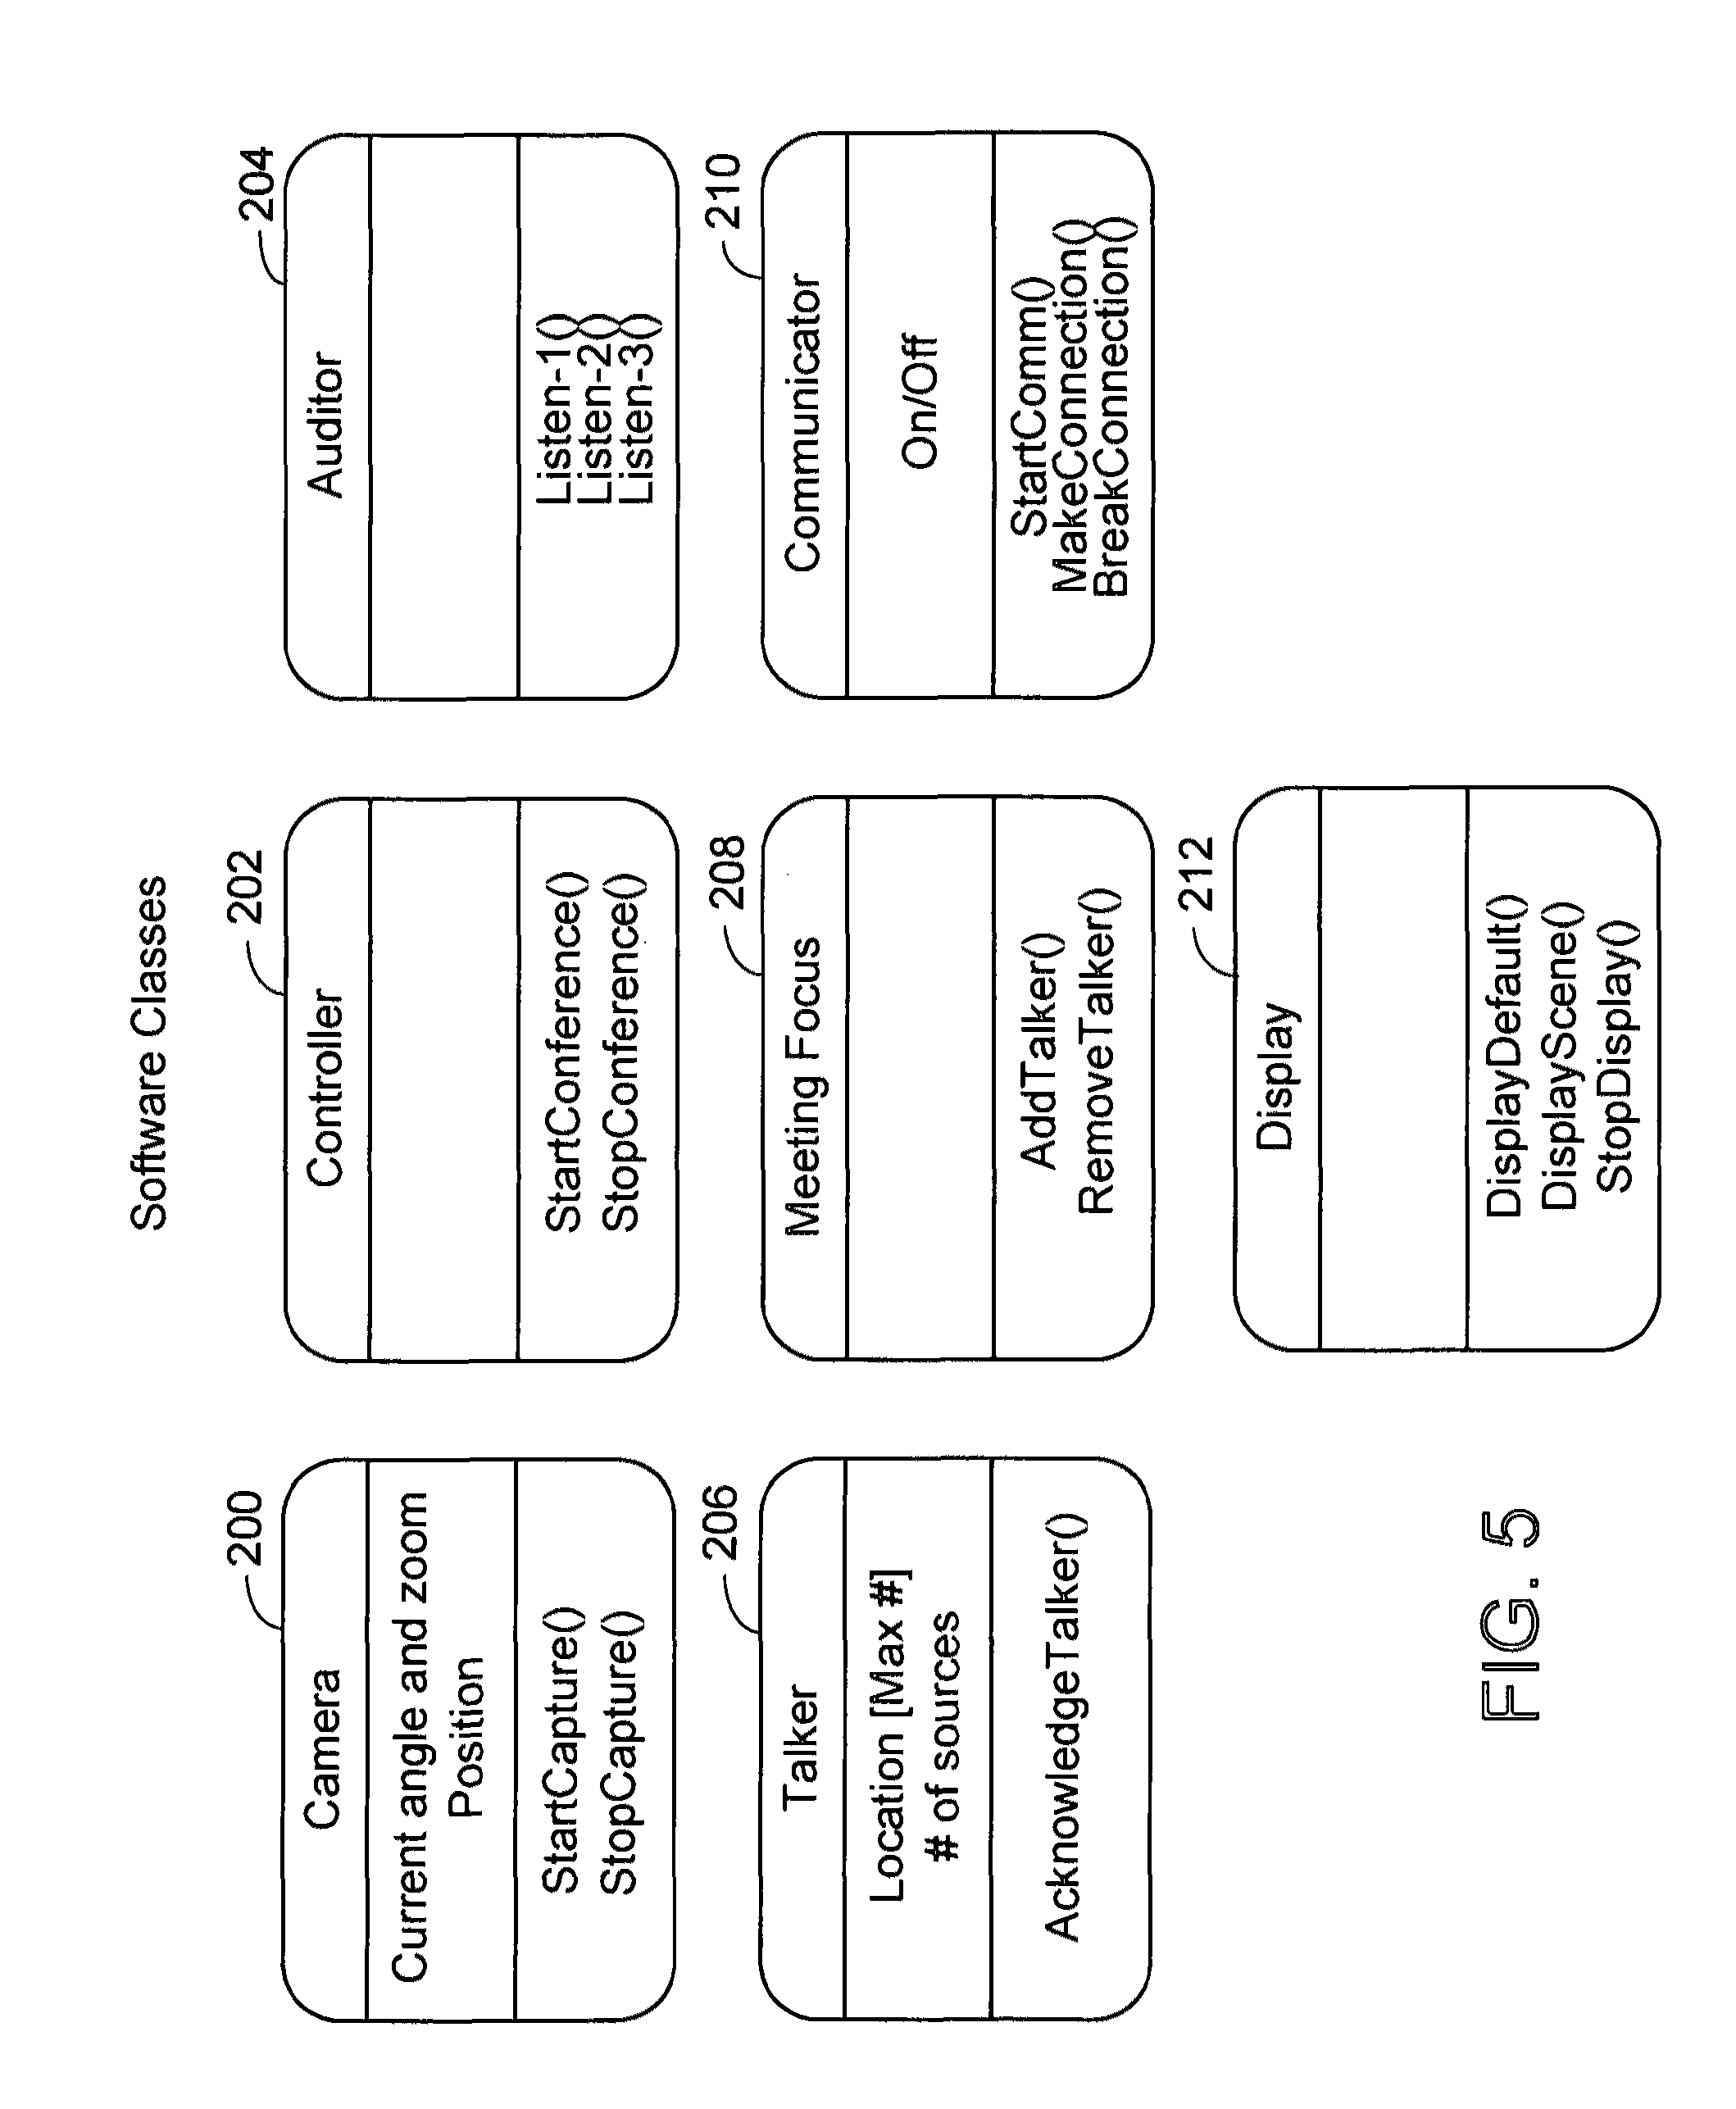 Software Classes
200
Camera
Current angle and zoom
Position
StartCapture()
StopCapture()
202
Controller
StartConference()
StopConference()
204
Auditor
Listen-1()
Listen-2()
Listen-3()
206
Talker
Location [Max #]
# of sources
AcknowledgeTalker()
208
Meeting Focus
AddTalker()
RemoveTalker()
210
Communicator
On/Off
StartComm()
MakeConnection()
BreakConnection()
212
Display
DisplayDefault()
DisplayScene()
StopDisplay()
FIG. 5